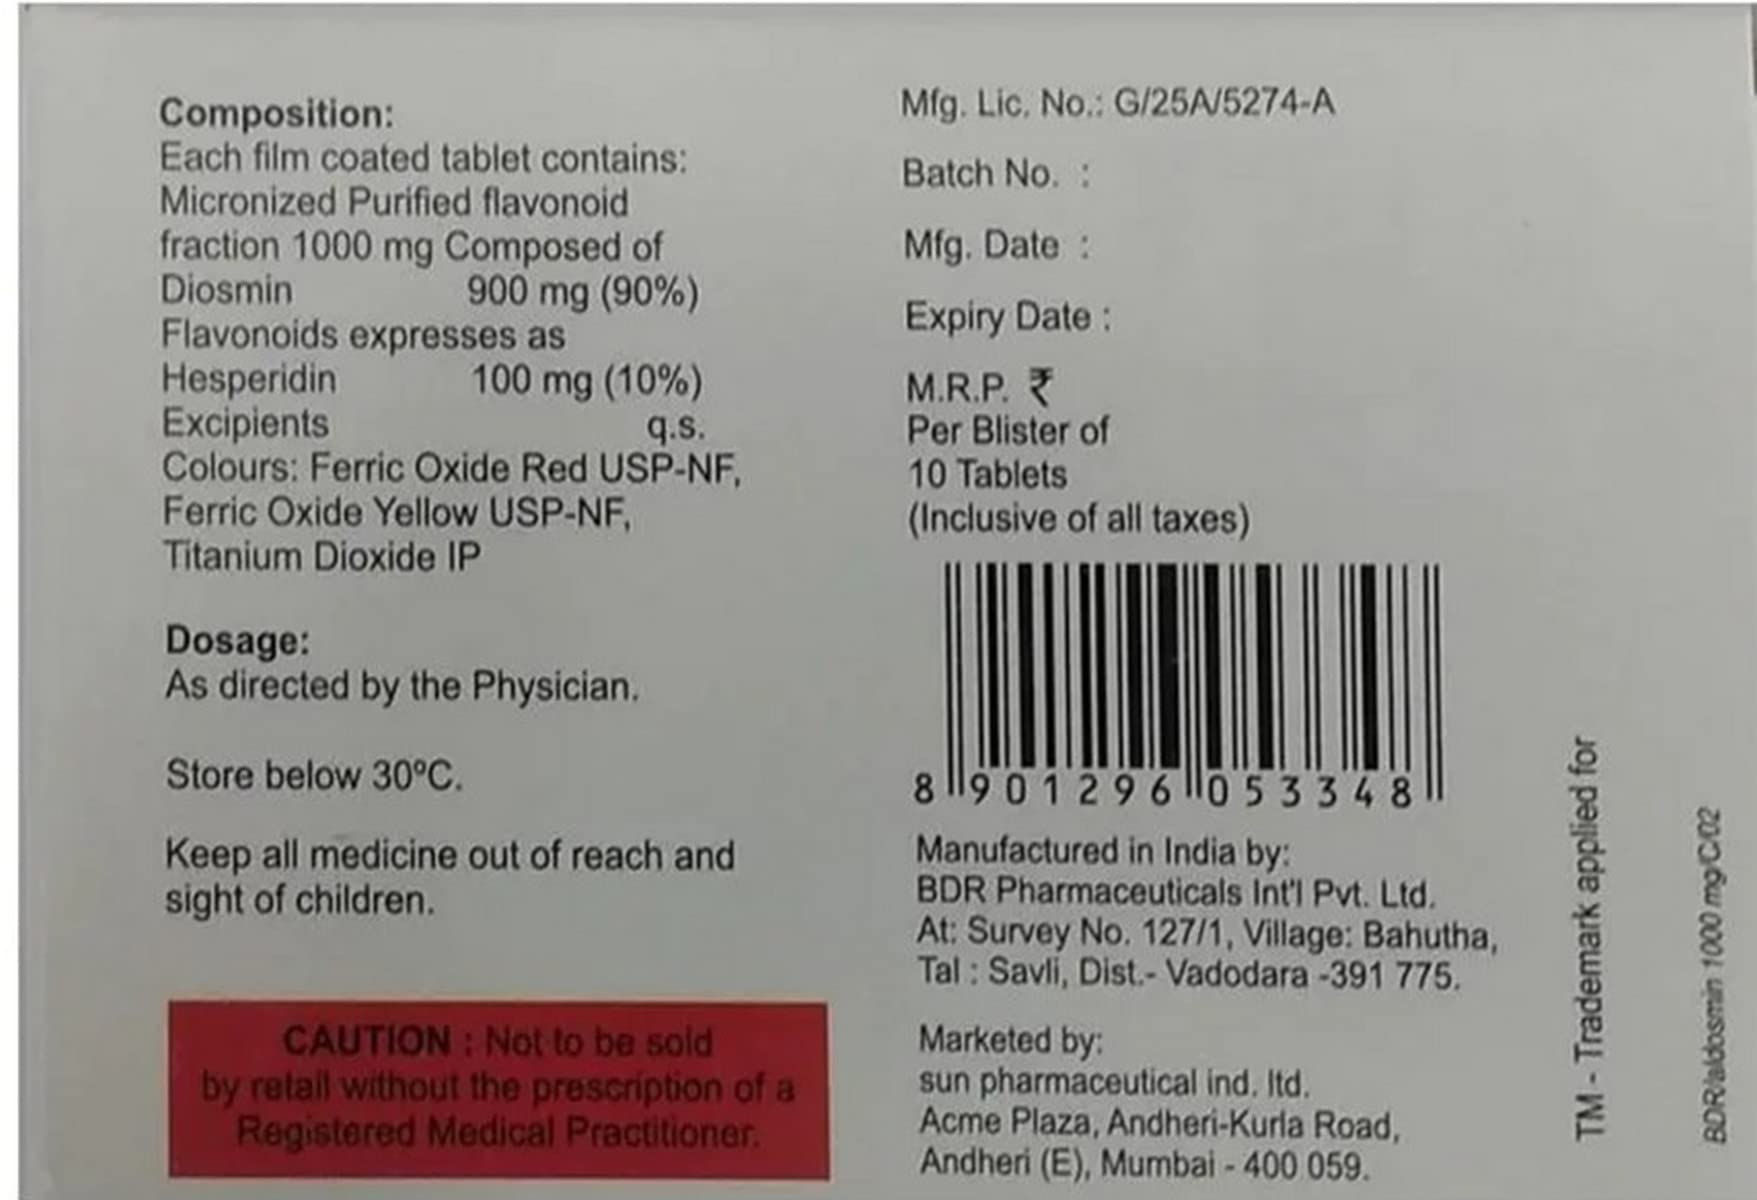 Composition:
Each film coated tablet contains:
Micronized Purified flavonoid
fraction 1000 mg Composed of
Diosmin 900 mg (90%)
Flavonoids expresses as
Hesperidin 100 mg (10%)
Excipients q.s.
Colours: Ferric Oxide Red USP-NF,
Ferric Oxide Yellow USP-NF,
Titanium Dioxide IP
Dosage:
As directed by the Physician.
Store below 30ºC.
Keep all medicine out of reach and
sight of children.
CAUTION : Not to be sold
by retail without the prescription of a
Registered Medical Practitioner.
Mfg. Lic. No.: G/25A/5274-A
Batch No. :
Mfg. Date :
Expiry Date :
M.R.P. ₹
Per Blister of
10 Tablets
(Inclusive of all taxes)
8 901296 053348
Manufactured in India by:
BDR Pharmaceuticals Int'l Pvt. Ltd.
At: Survey No. 127/1, Village: Bahutha,
Tal : Savli, Dist.- Vadodara -391 775.
Marketed by:
sun pharmaceutical ind. ltd.
Acme Plaza, Andheri-Kurla Road,
Andheri (E), Mumbai - 400 059.
TM - Trademark applied for
BDR/aldosmin 1000 mg/C/02